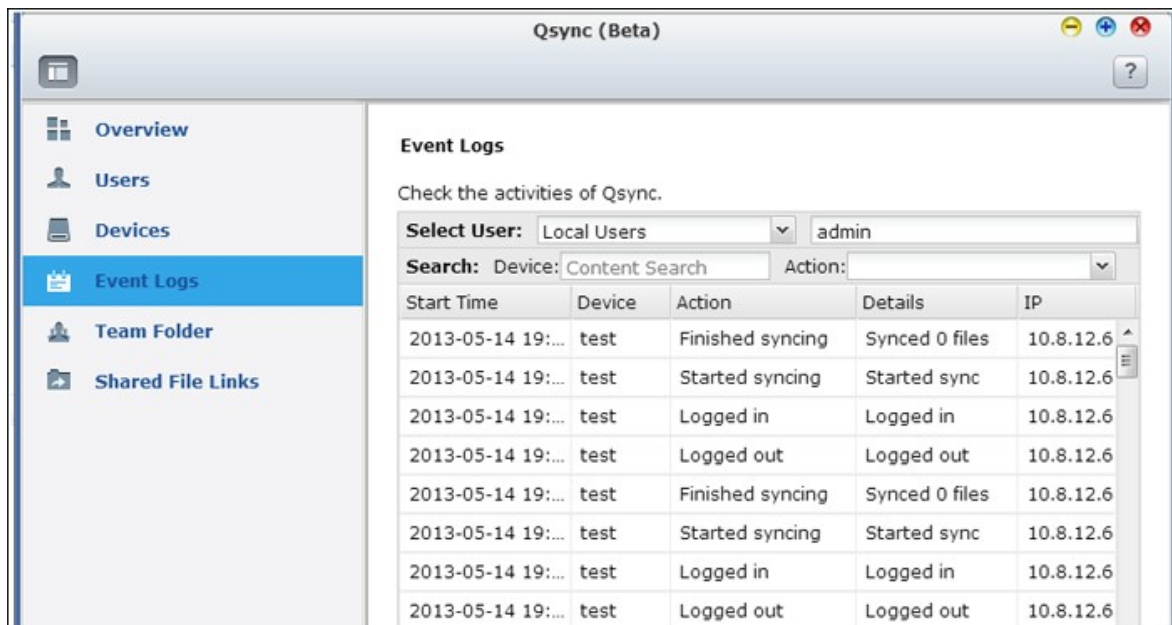 Qsync (Beta)
?
Overview
Users
Devices
Event Logs
Team Folder
Shared File Links
Event Logs
Check the activities of Qsync.
Select User: Local Users admin
Search: Device: Content Search Action:
Start Time Device Action Details IP
2013-05-14 19:... test Finished syncing Synced 0 files 10.8.12.6
2013-05-14 19:... test Started syncing Started sync 10.8.12.6
2013-05-14 19:... test Logged in Logged in 10.8.12.6
2013-05-14 19:... test Logged out Logged out 10.8.12.6
2013-05-14 19:... test Finished syncing Synced 0 files 10.8.12.6
2013-05-14 19:... test Started syncing Started sync 10.8.12.6
2013-05-14 19:... test Logged in Logged in 10.8.12.6
2013-05-14 19:... test Logged out Logged out 10.8.12.6